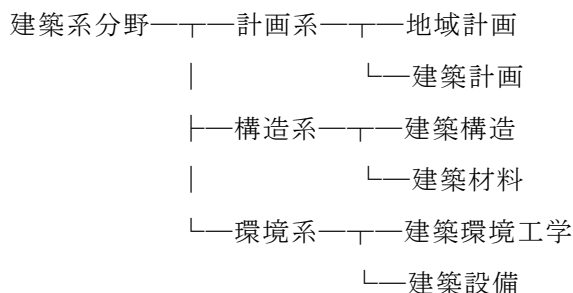 建築系分野―┬―計画系―┬―地域計画
｜ └―建築計画
├―構造系―┬―建築構造
｜ └―建築材料
└―環境系―┬―建築環境工学
└―建築設備